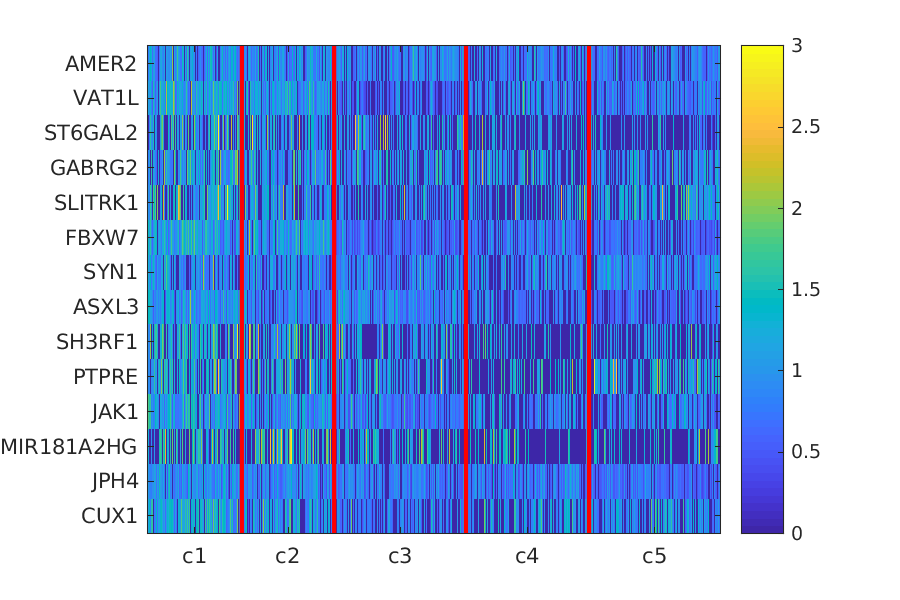 AMER2
VAT1L
ST6GAL2
GABRG2
SLITRK1
FBXW7
SYN1
ASXL3
SH3RF1
PTPRE
JAK1
MIR181A2HG
JPH4
CUX1
c1 c2 c3 c4 c5
3
2.5
2
1.5
1
0.5
0